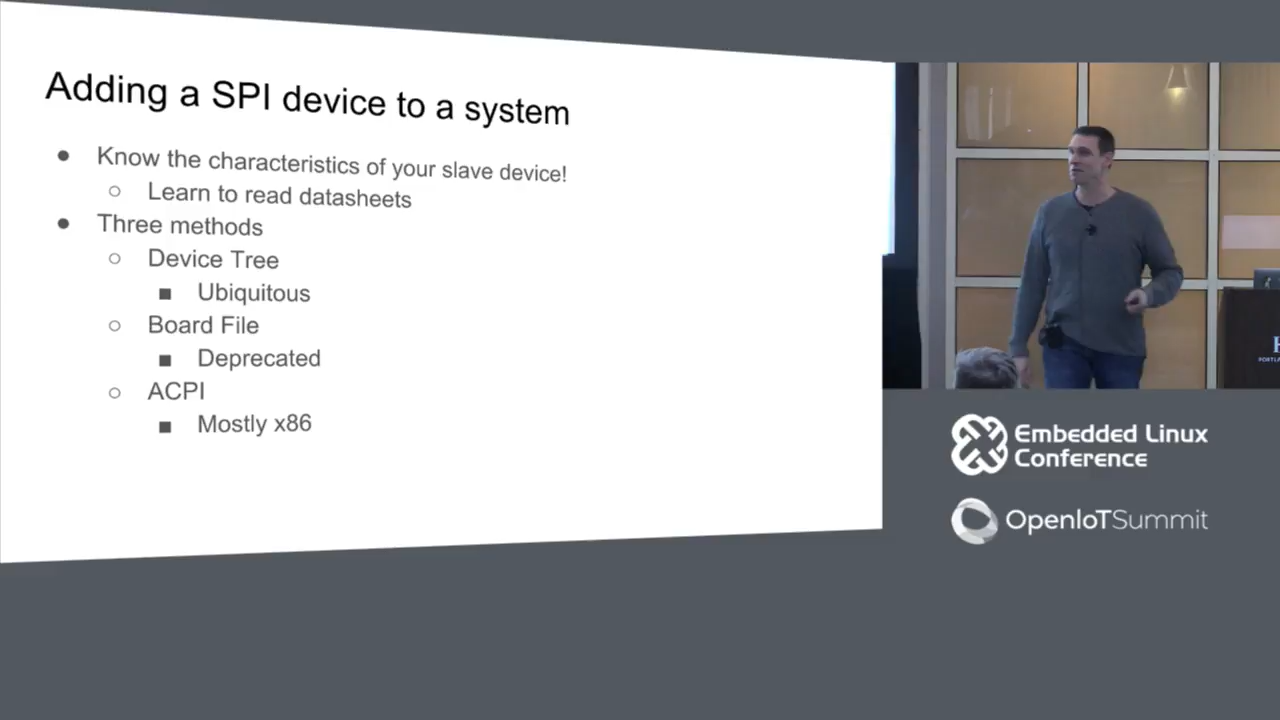 Adding a SPI device to a system
● Know the characteristics of your slave device!
○ Learn to read datasheets
● Three methods
○ Device Tree
■ Ubiquitous
○ Board File
■ Deprecated
○ ACPI
■ Mostly x86
Embedded Linux
Conference
OpenIoTSummit